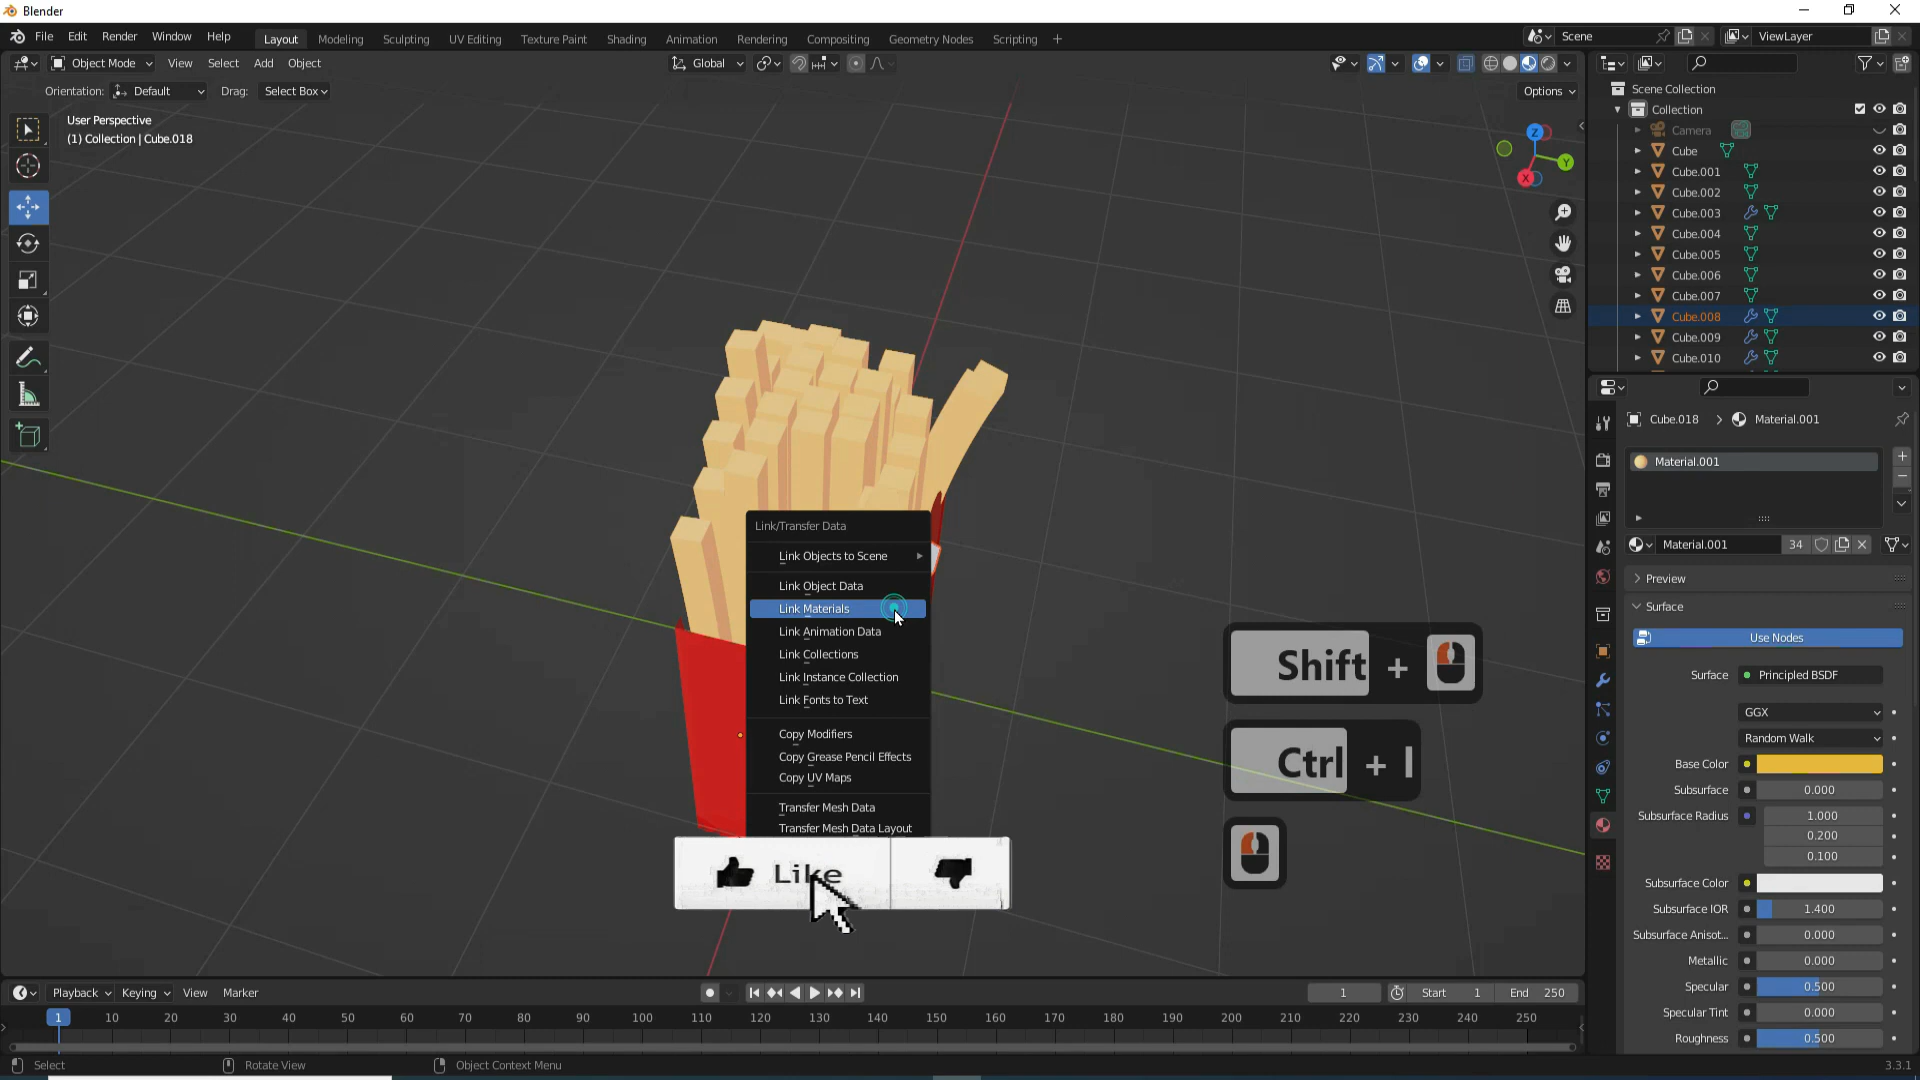 Blender
File Edit Render Window Help Layout Modeling Sculpting UV Editing Texture Paint Shading Animation Rendering Compositing Geometry Nodes Scripting + Scene ViewLayer
Object Mode View Select Add Object Global
Orientation: Default Drag: Select Box Options
User Perspective
(1) Collection | Cube.018
Z
Y
X
Scene Collection
Collection
Camera
Cube
Cube.001
Cube.002
Cube.003
Cube.004
Cube.005
Cube.006
Cube.007
Cube.008
Cube.009
Cube.010
Cube.018 > Material.001
Material.001
Material.001 34
Preview
Surface
Use Nodes
Surface Principled BSDF
GGX
Random Walk
Base Color
Subsurface 0.000
Subsurface Radius 1.000
0.200
0.100
Subsurface Color
Subsurface IOR 1.400
Subsurface Anisot... 0.000
Metallic 0.000
Specular 0.500
Specular Tint 0.000
Roughness 0.500
Link/Transfer Data
Link Objects to Scene
Link Object Data
Link Materials
Link Animation Data
Link Collections
Link Instance Collection
Link Fonts to Text
Copy Modifiers
Copy Grease Pencil Effects
Copy UV Maps
Transfer Mesh Data
Transfer Mesh Data Layout
Shift +
Ctrl + l
Like
Playback Keying View Marker 1 Start 1 End 250
1 10 20 30 40 50 60 70 80 90 100 110 120 130 140 150 160 170 180 190 200 210 220 230 240 250
Select Rotate View Object Context Menu 3.3.1